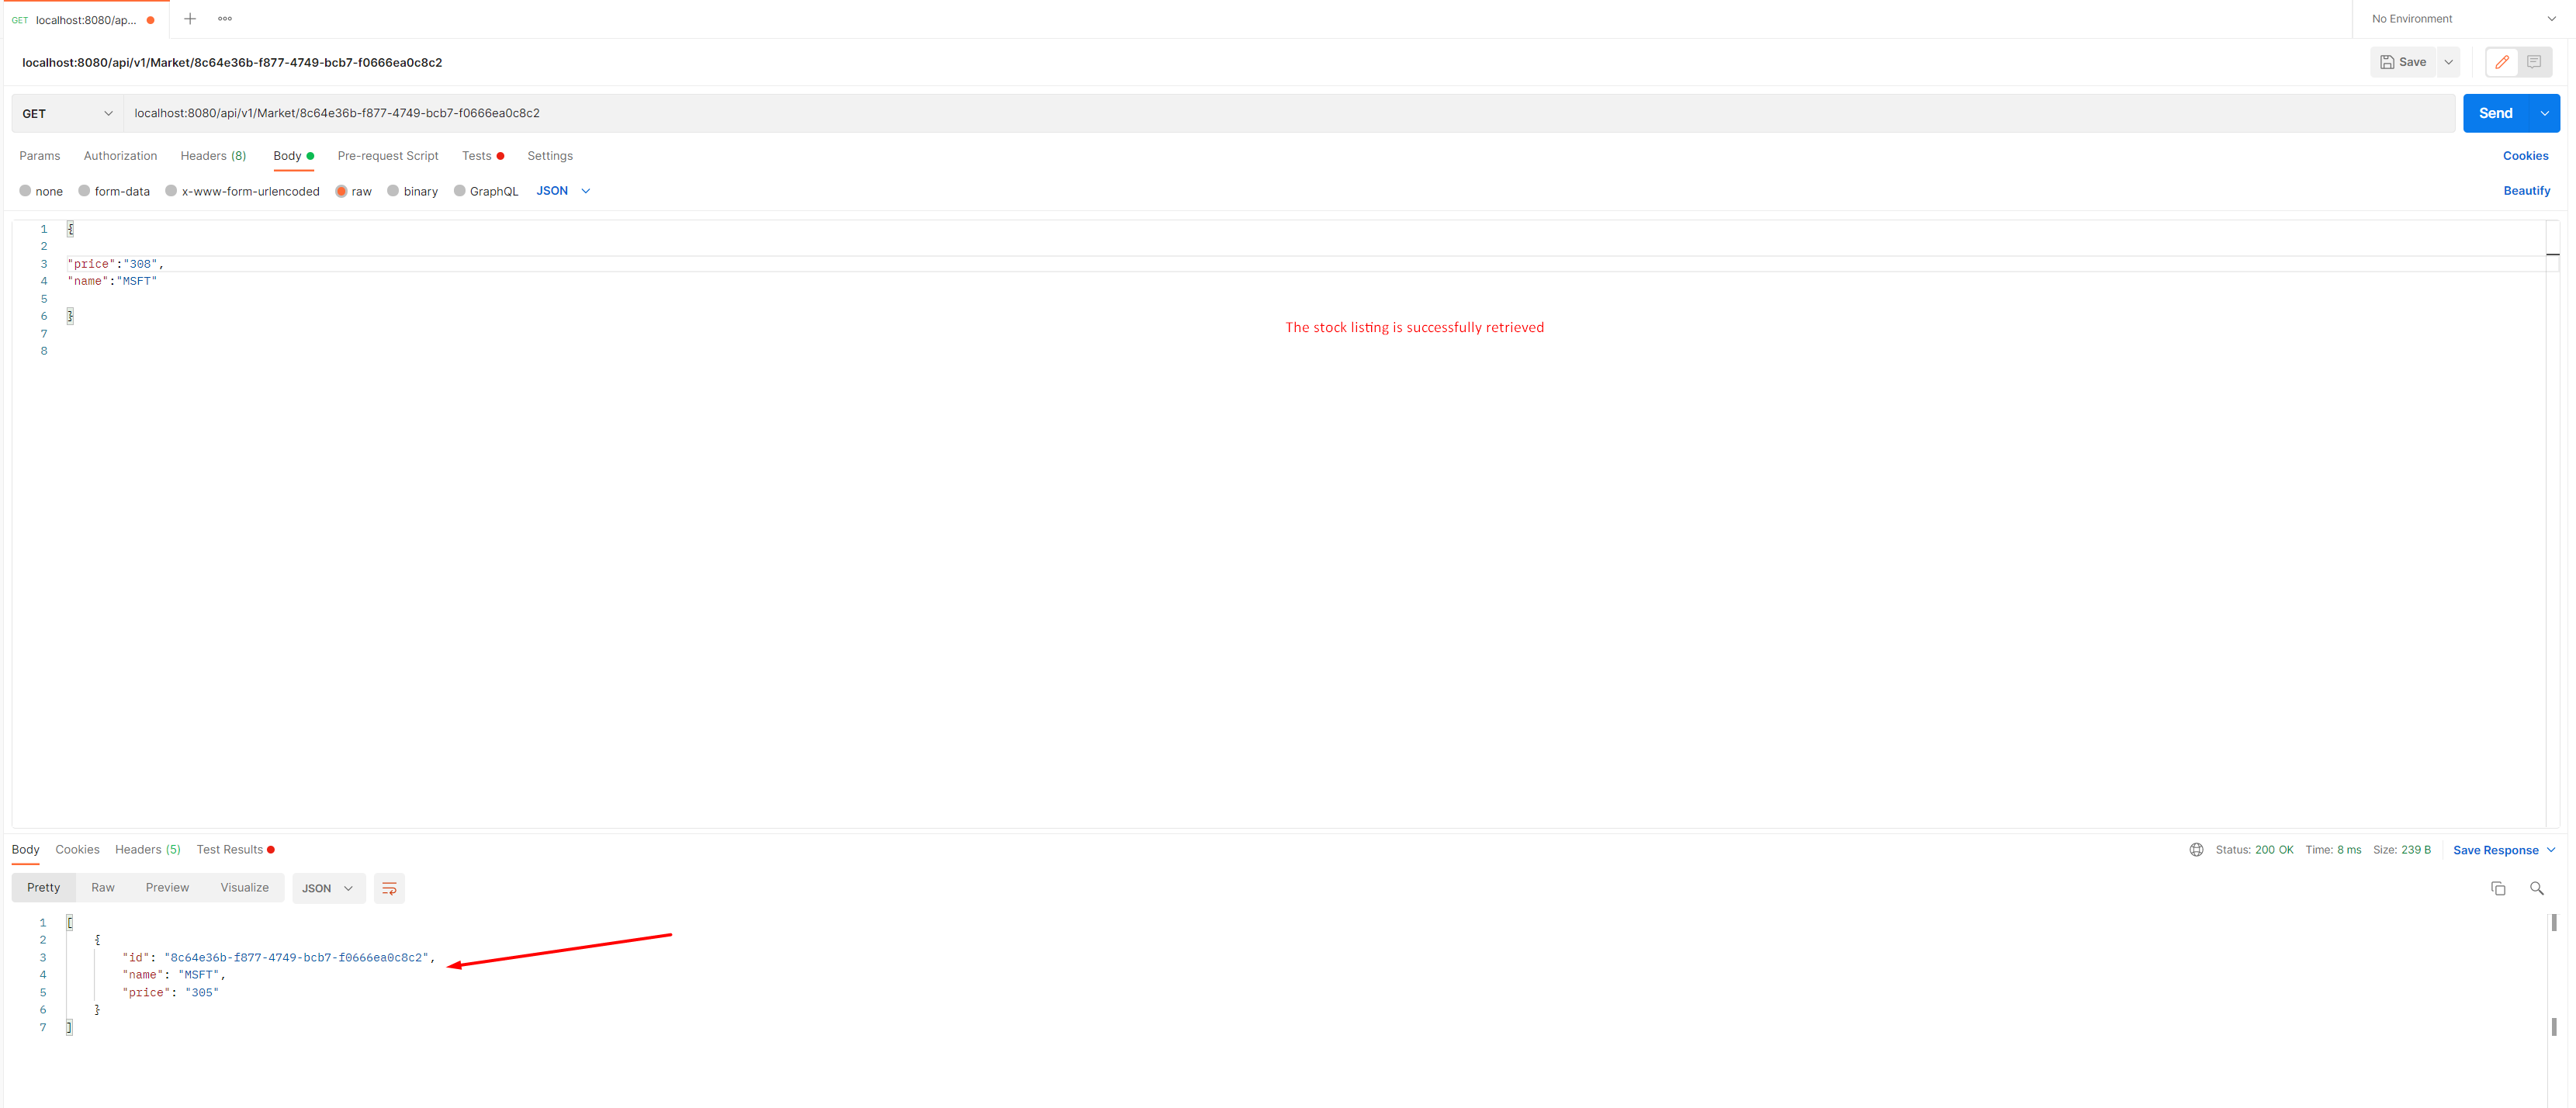 GET localhost:8080/ap...
No Environment
localhost:8080/api/v1/Market/8c64e36b-f877-4749-bcb7-f0666ea0c8c2
Save
GET localhost:8080/api/v1/Market/8c64e36b-f877-4749-bcb7-f0666ea0c8c2
Send
Params Authorization Headers (8) Body Pre-request Script Tests Settings Cookies
none form-data x-www-form-urlencoded raw binary GraphQL JSON Beautify
1 {
2
3 "price":"308",
4 "name":"MSFT"
5
6 }
7
8
The stock listing is successfully retrieved
Body Cookies Headers (5) Test Results Status: 200 OK Time: 8 ms Size: 239 B Save Response
Pretty Raw Preview Visualize JSON
1 [
2 {
3 "id": "8c64e36b-f877-4749-bcb7-f0666ea0c8c2",
4 "name": "MSFT",
5 "price": "305"
6 }
7 ]